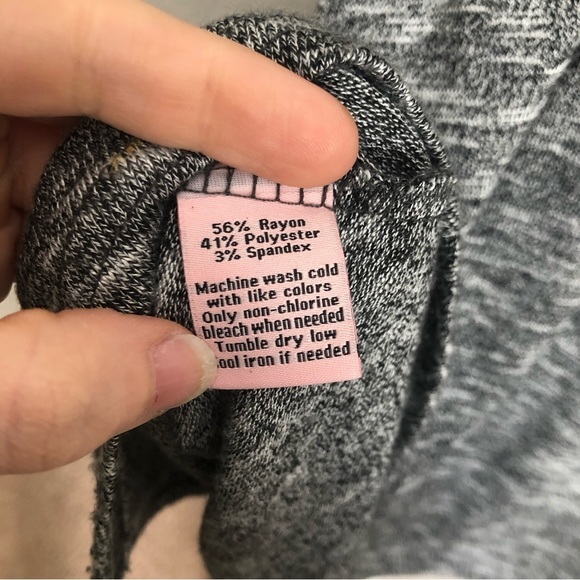 56% Rayon
41% Polyester
3% Spandex
Machine wash cold
with like colors
Only non-chlorine
bleach when needed
Tumble dry low
ool iron if needed